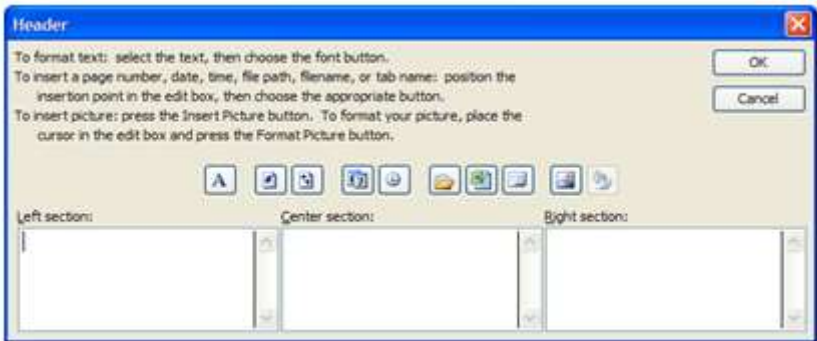 Header
To format text: select the text, then choose the font button.
To insert a page number, date, time, file path, filename, or tab name: position the
insertion point in the edit box, then choose the appropriate button.
To insert picture: press the Insert Picture button. To format your picture, place the
cursor in the edit box and press the Format Picture button.
OK
Cancel
A
Left section:
Center section:
Right section: